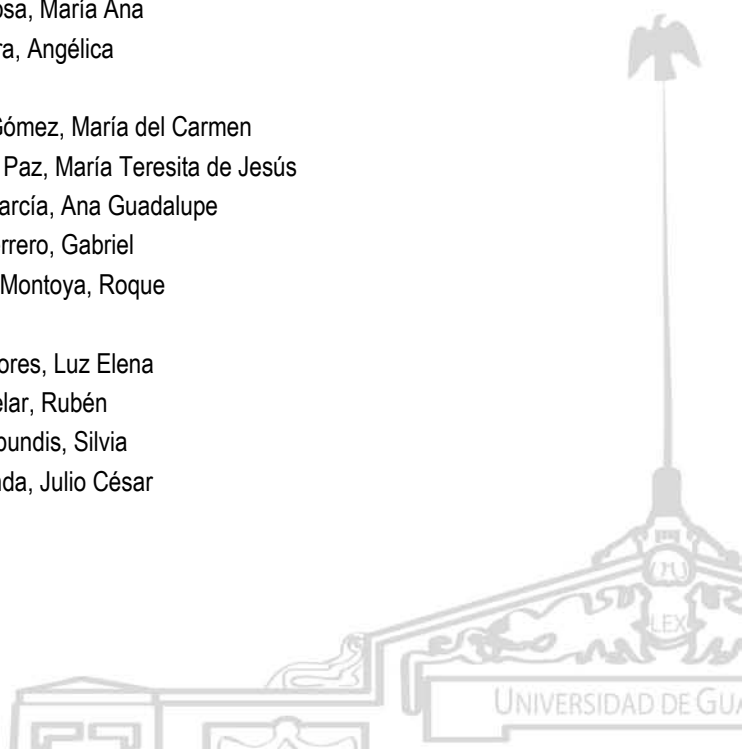 osa, María Ana
ra, Angélica
Gómez, María del Carmen
Paz, María Teresita de Jesús
arcía, Ana Guadalupe
rrero, Gabriel
Montoya, Roque
ores, Luz Elena
elar, Rubén
oundis, Silvia
nda, Julio César
LEX
UNIVERSIDAD DE GUA